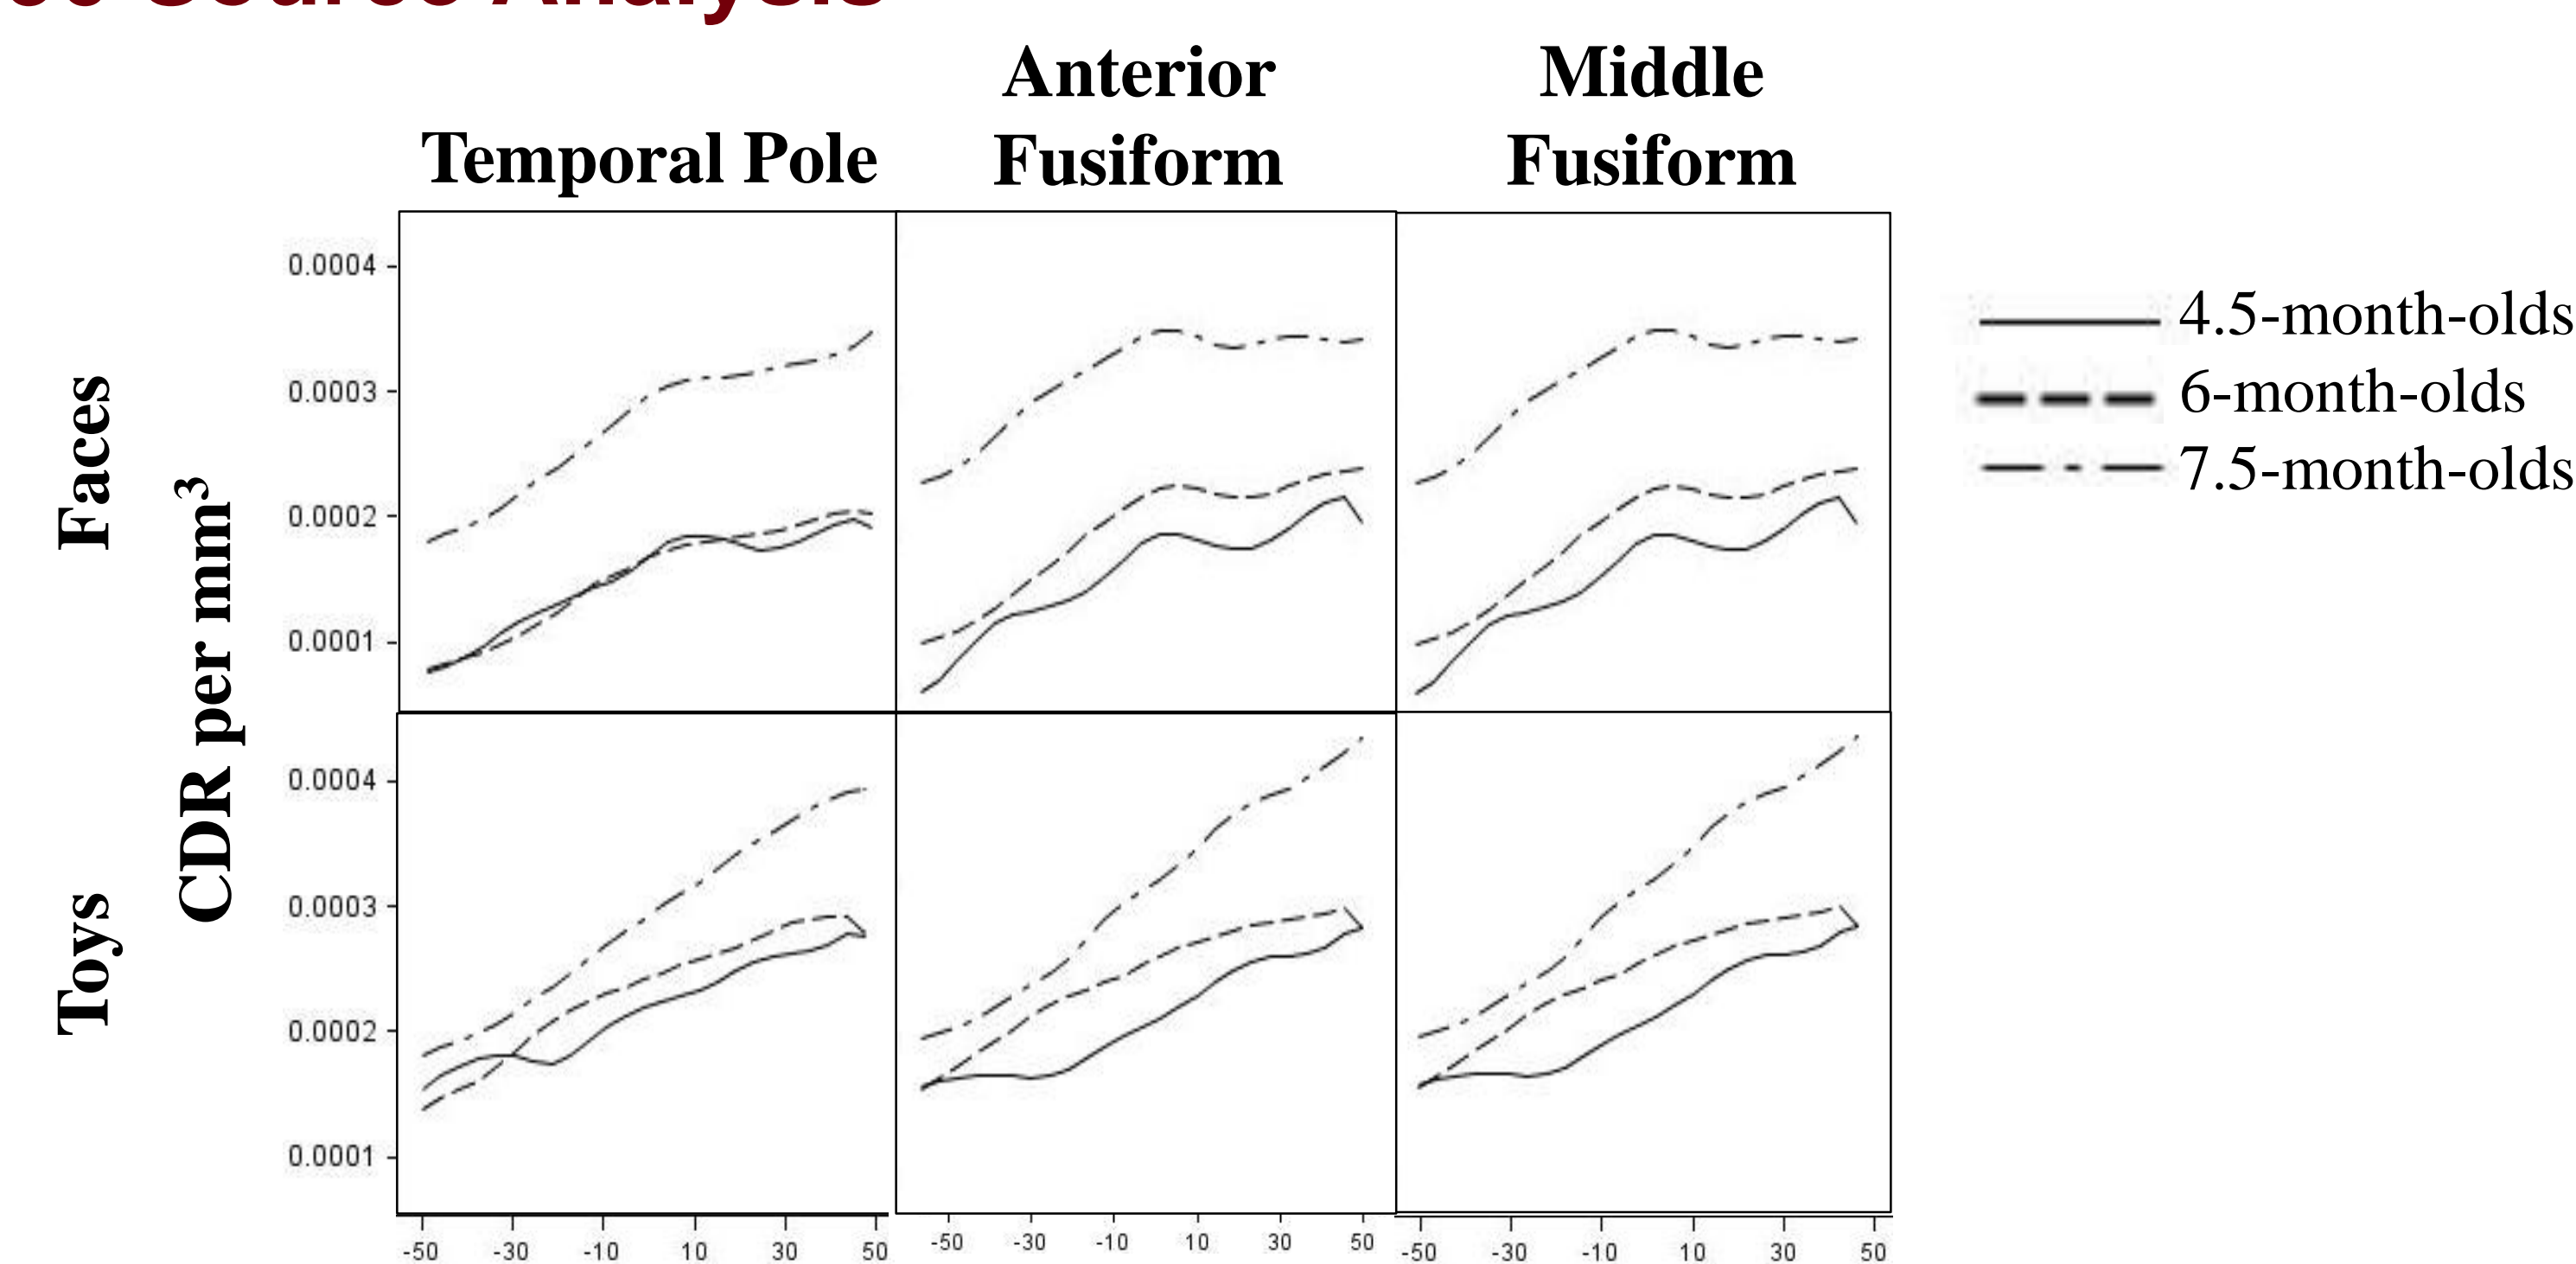 Source Analysis
Anterior
Fusiform
Middle
Fusiform
Temporal Pole
Faces
Toys
CDR per mm³
0.0004
0.0003
0.0002
0.0001
0.0004
0.0003
0.0002
0.0001
-50 -30 -10 10 30 50
-50 -30 -10 10 30 50
-50 -30 -10 10 30 50
4.5-month-olds
6-month-olds
7.5-month-olds